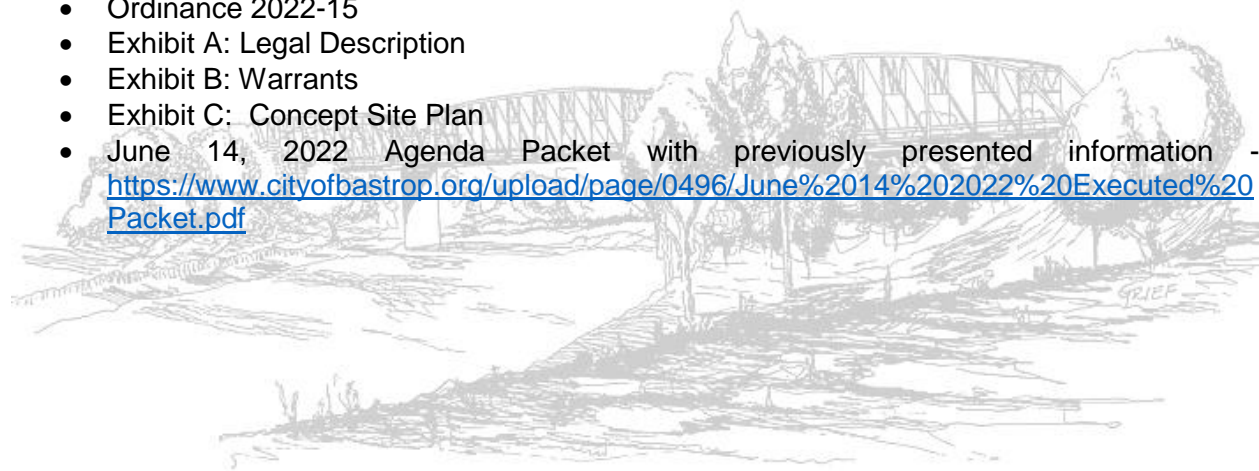 • Ordinance 2022-15
• Exhibit A: Legal Description
• Exhibit B: Warrants
• Exhibit C: Concept Site Plan
• June 14, 2022 Agenda Packet with previously presented information -
https://www.cityofbastrop.org/upload/page/0496/June%2014%202022%20Executed%20
Packet.pdf
GRIEF